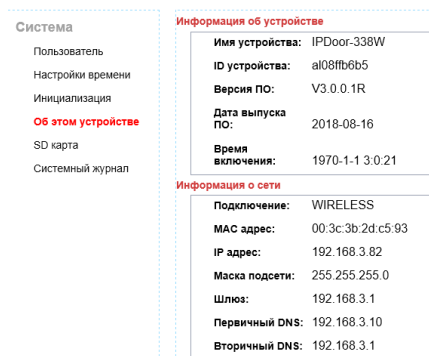 Система
Пользователь
Настройки времени
Инициализация
Об этом устройстве
SD карта
Системный журнал
Информация об устройстве
Имя устройства: IPDoor-338W
ID устройства: al08ffb6b5
Версия ПО: V3.0.0.1R
Дата выпуска
ПО: 2018-08-16
Время
включения: 1970-1-1 3:0:21
Информация о сети
Подключение: WIRELESS
MAC адрес: 00:3c:3b:2d:c5:93
IP адрес: 192.168.3.82
Маска подсети: 255.255.255.0
Шлюз: 192.168.3.1
Первичный DNS: 192.168.3.10
Вторичный DNS: 192.168.3.1